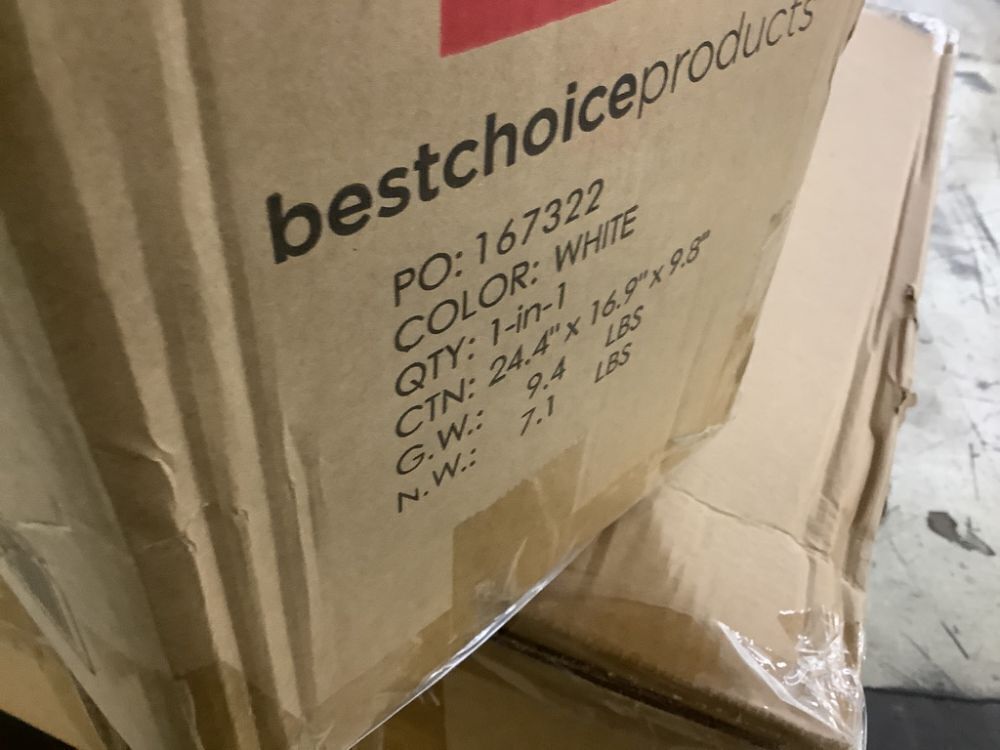 bestchoiceproducts
PO: 167322
COLOR: WHITE
QTY: 1-in-1
CTN: 24.4" x 16.9" x 9.8"
G.W.: 9.4 LBS
N.W.: 7.1 LBS